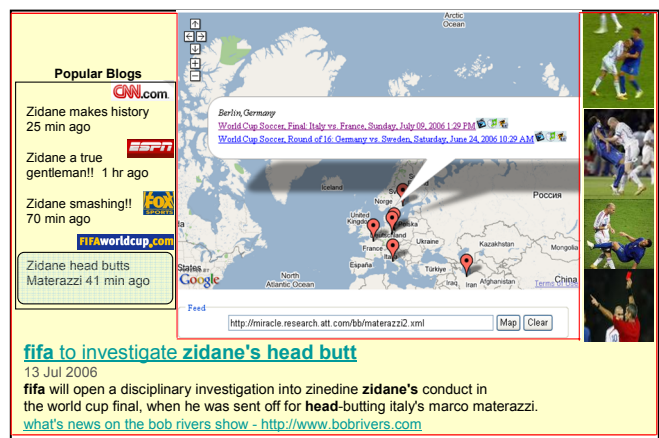 Popular Blogs
CNN.com.
Zidane makes history
25 min ago
ESPN
Zidane a true
gentleman!! 1 hr ago
Zidane smashing!!
70 min ago
FOX
SPORTS
FIFAworldcup.com
Zidane head butts
Materazzi 41 min ago
Arctic
Ocean
Berlin, Germany
World Cup Soccer, Final: Italy vs. France, Sunday, July 09, 2006 1:29 PM
World Cup Soccer, Round of 16: Germany vs. Sweden, Saturday, June 24, 2006 10:29 AM
Iceland
Norge
Россия
United
Kingdom
Polska
Deutschland
France
Ukraine
Kazakhstan
Mongolia
España
Italia
Türkiye
Iraq
Iran
Afghanistan
China
States
North
Atlantic Ocean
POWERED BY
Google
Terms of Use
Feed
http://miracle.research.att.com/bb/materazzi2.xml
Map
Clear
fifa to investigate zidane's head butt
13 Jul 2006
fifa will open a disciplinary investigation into zinedine zidane's conduct in
the world cup final, when he was sent off for head-butting italy's marco materazzi.
what's news on the bob rivers show - http://www.bobrivers.com